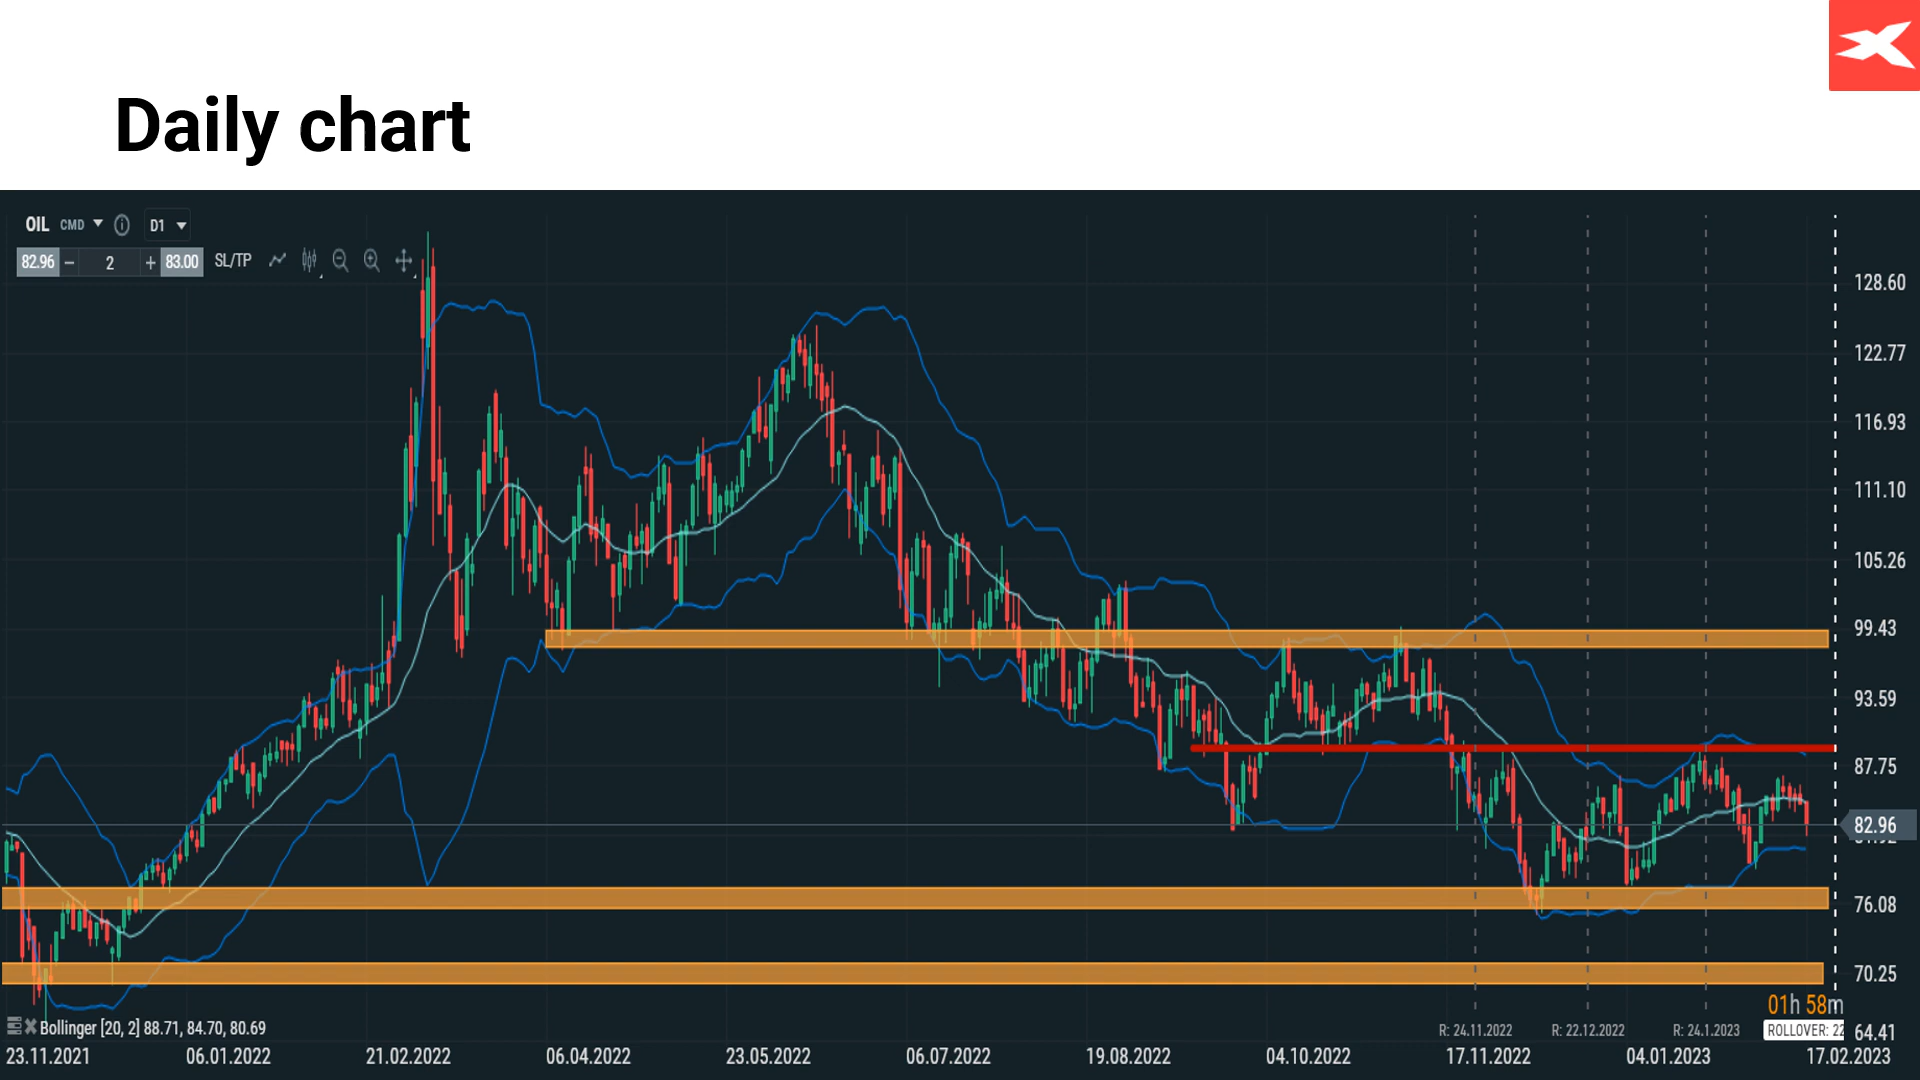 Daily chart
OIL CMD D1
82.96 − 2 + 83.00 SL/TP
128.60
122.77
116.93
111.10
105.26
99.43
93.59
87.75
82.96
76.08
70.25
01h 58m
Bollinger [20, 2] 88.71, 84.70, 80.69
R: 24.11.2022 R: 22.12.2022 R: 24.1.2023 ROLLOVER: 22
64.41
23.11.2021 06.01.2022 21.02.2022 06.04.2022 23.05.2022 06.07.2022 19.08.2022 04.10.2022 17.11.2022 04.01.2023 17.02.2023